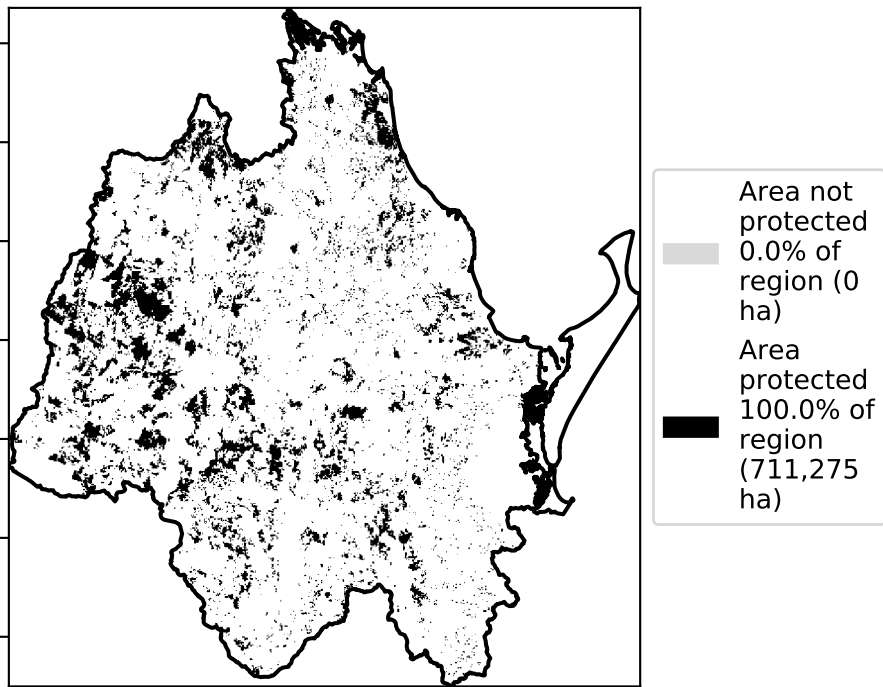 Area not
protected
0.0% of
region (0
ha)
Area
protected
100.0% of
region
(711,275
ha)